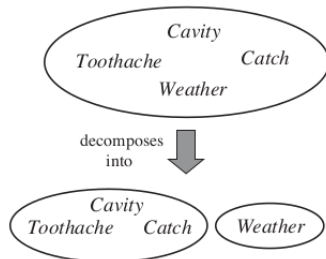 Cavity
Toothache Catch
Weather
decomposes
into
Cavity
Toothache Catch Weather